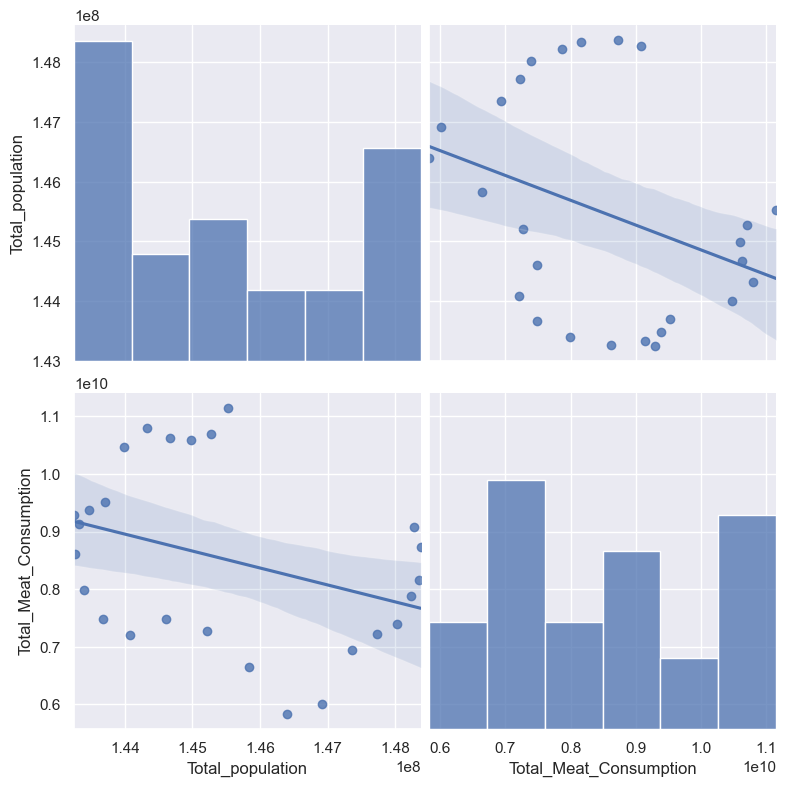 1e8
1.48
1.47
1.46
1.45
1.44
1.43
Total_population
1e10
1.1
1.0
0.9
0.8
0.7
0.6
Total_Meat_Consumption
1.44 1.45 1.46 1.47 1.48
Total_population
1e8
0.6 0.7 0.8 0.9 1.0 1.1
Total_Meat_Consumption
1e10